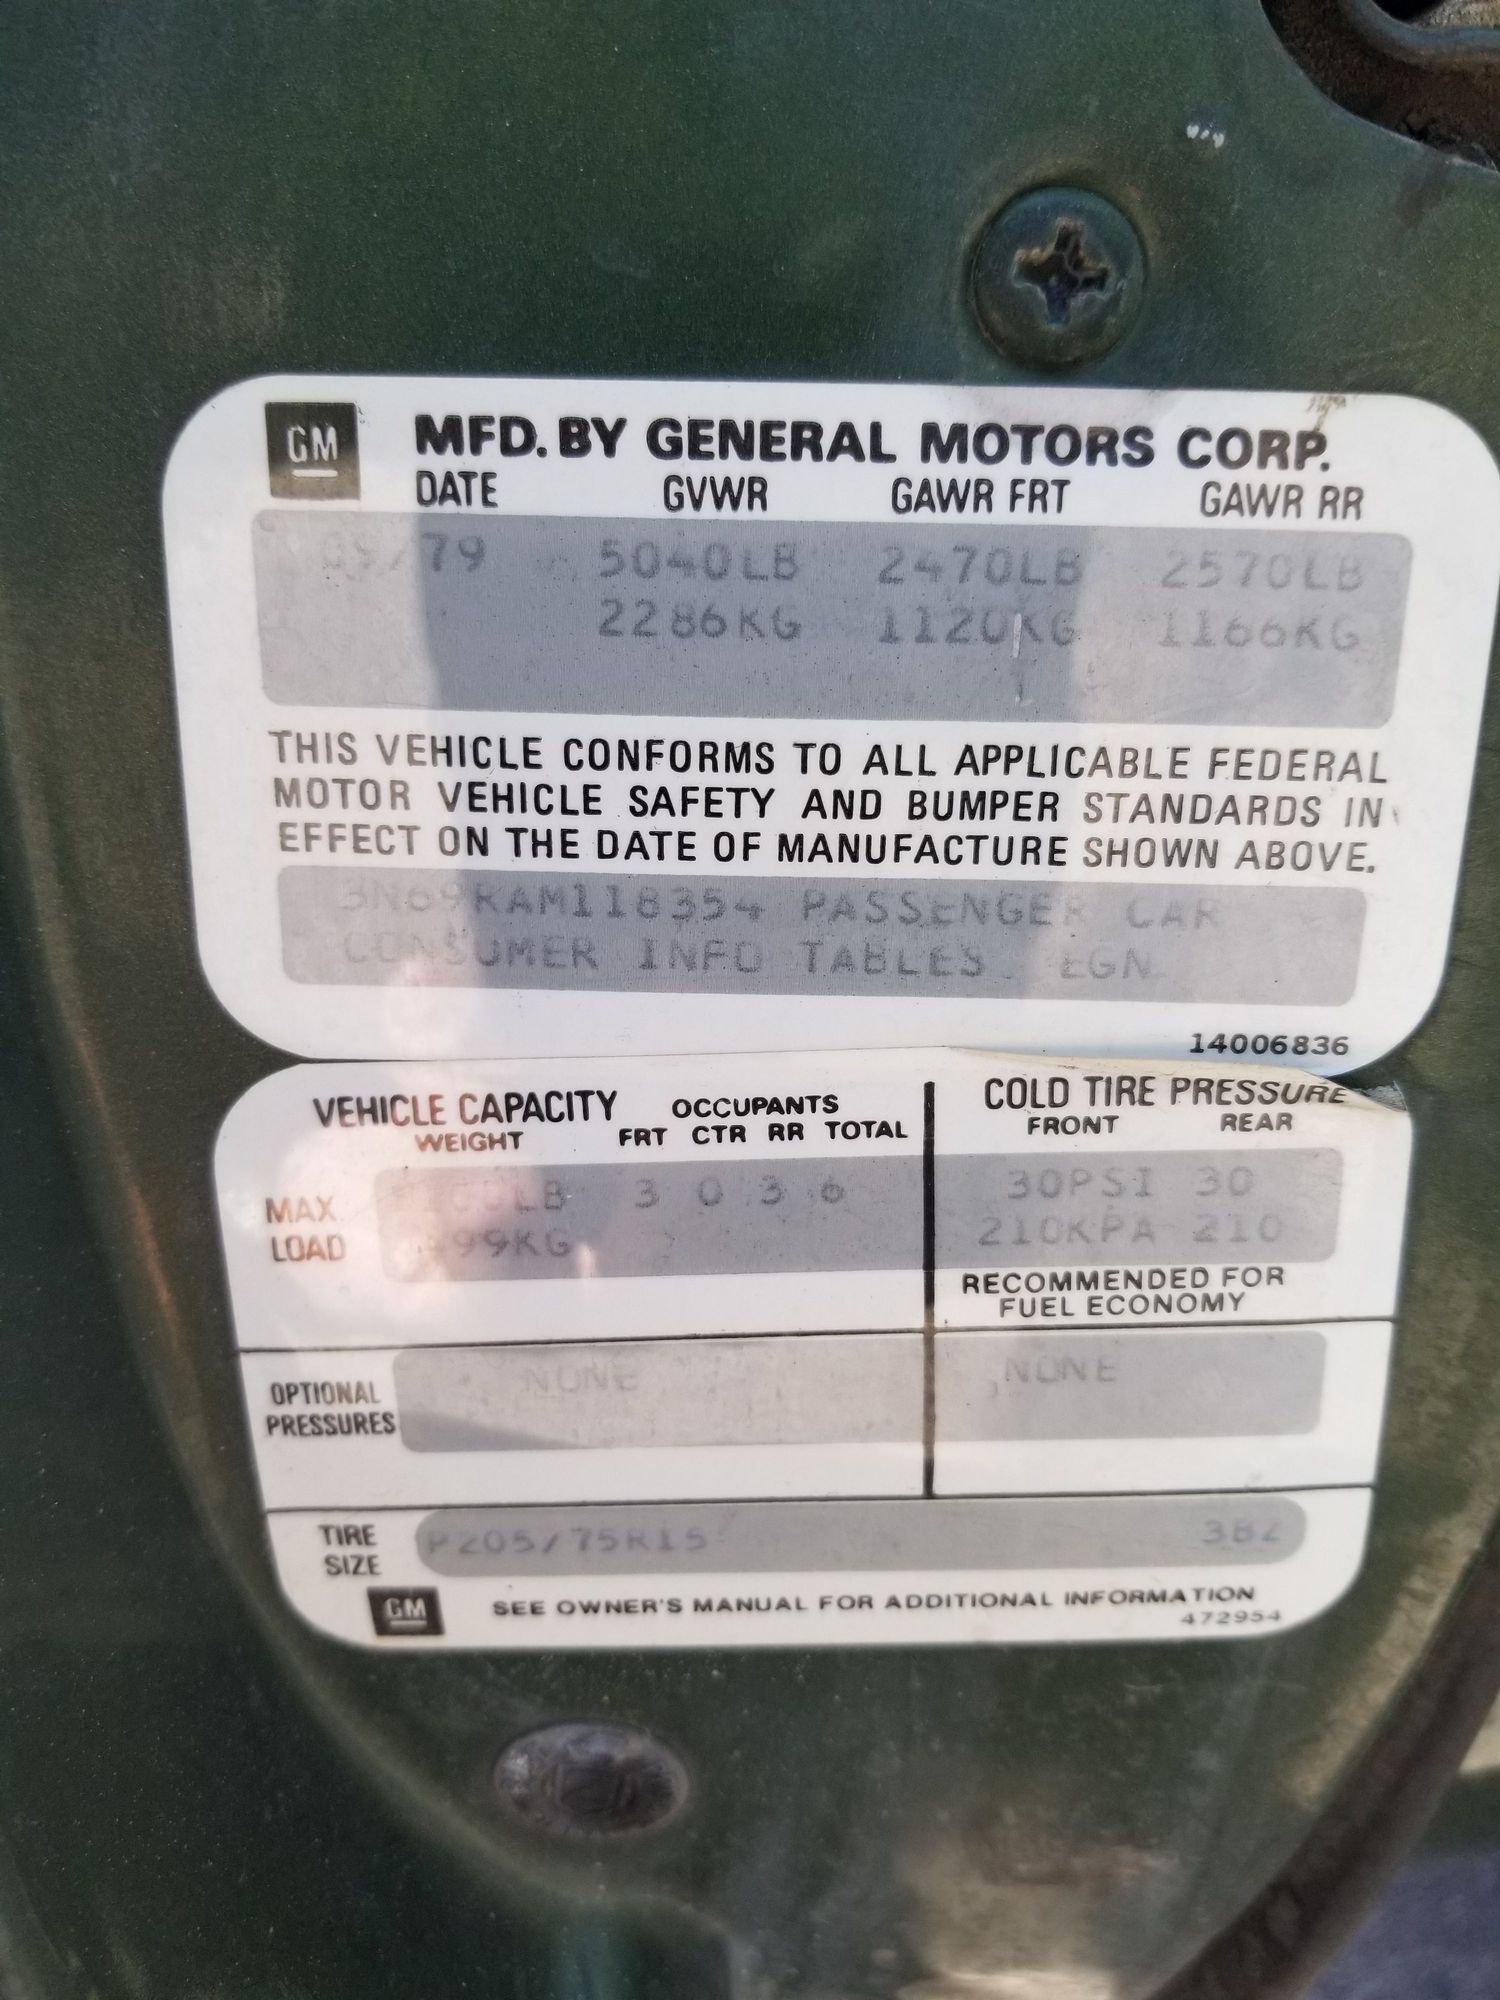 GM MFD. BY GENERAL MOTORS CORP.
DATE GVWR GAWR FRT GAWR RR
09/79 5040LB 2470LB 2570LB
2286KG 1120KG 1166KG
THIS VEHICLE CONFORMS TO ALL APPLICABLE FEDERAL
MOTOR VEHICLE SAFETY AND BUMPER STANDARDS IN
EFFECT ON THE DATE OF MANUFACTURE SHOWN ABOVE.
3N69RAM118354 PASSENGER CAR
CONSUMER INFO TABLES EGN
14006836
VEHICLE CAPACITY OCCUPANTS COLD TIRE PRESSURE
WEIGHT FRT CTR RR TOTAL FRONT REAR
MAX 3 0 3 6 30PSI 30
LOAD 210KPA 210
RECOMMENDED FOR
FUEL ECONOMY
OPTIONAL NONE NONE
PRESSURES
TIRE P205/75R15 3BZ
SIZE
GM SEE OWNER'S MANUAL FOR ADDITIONAL INFORMATION
472954